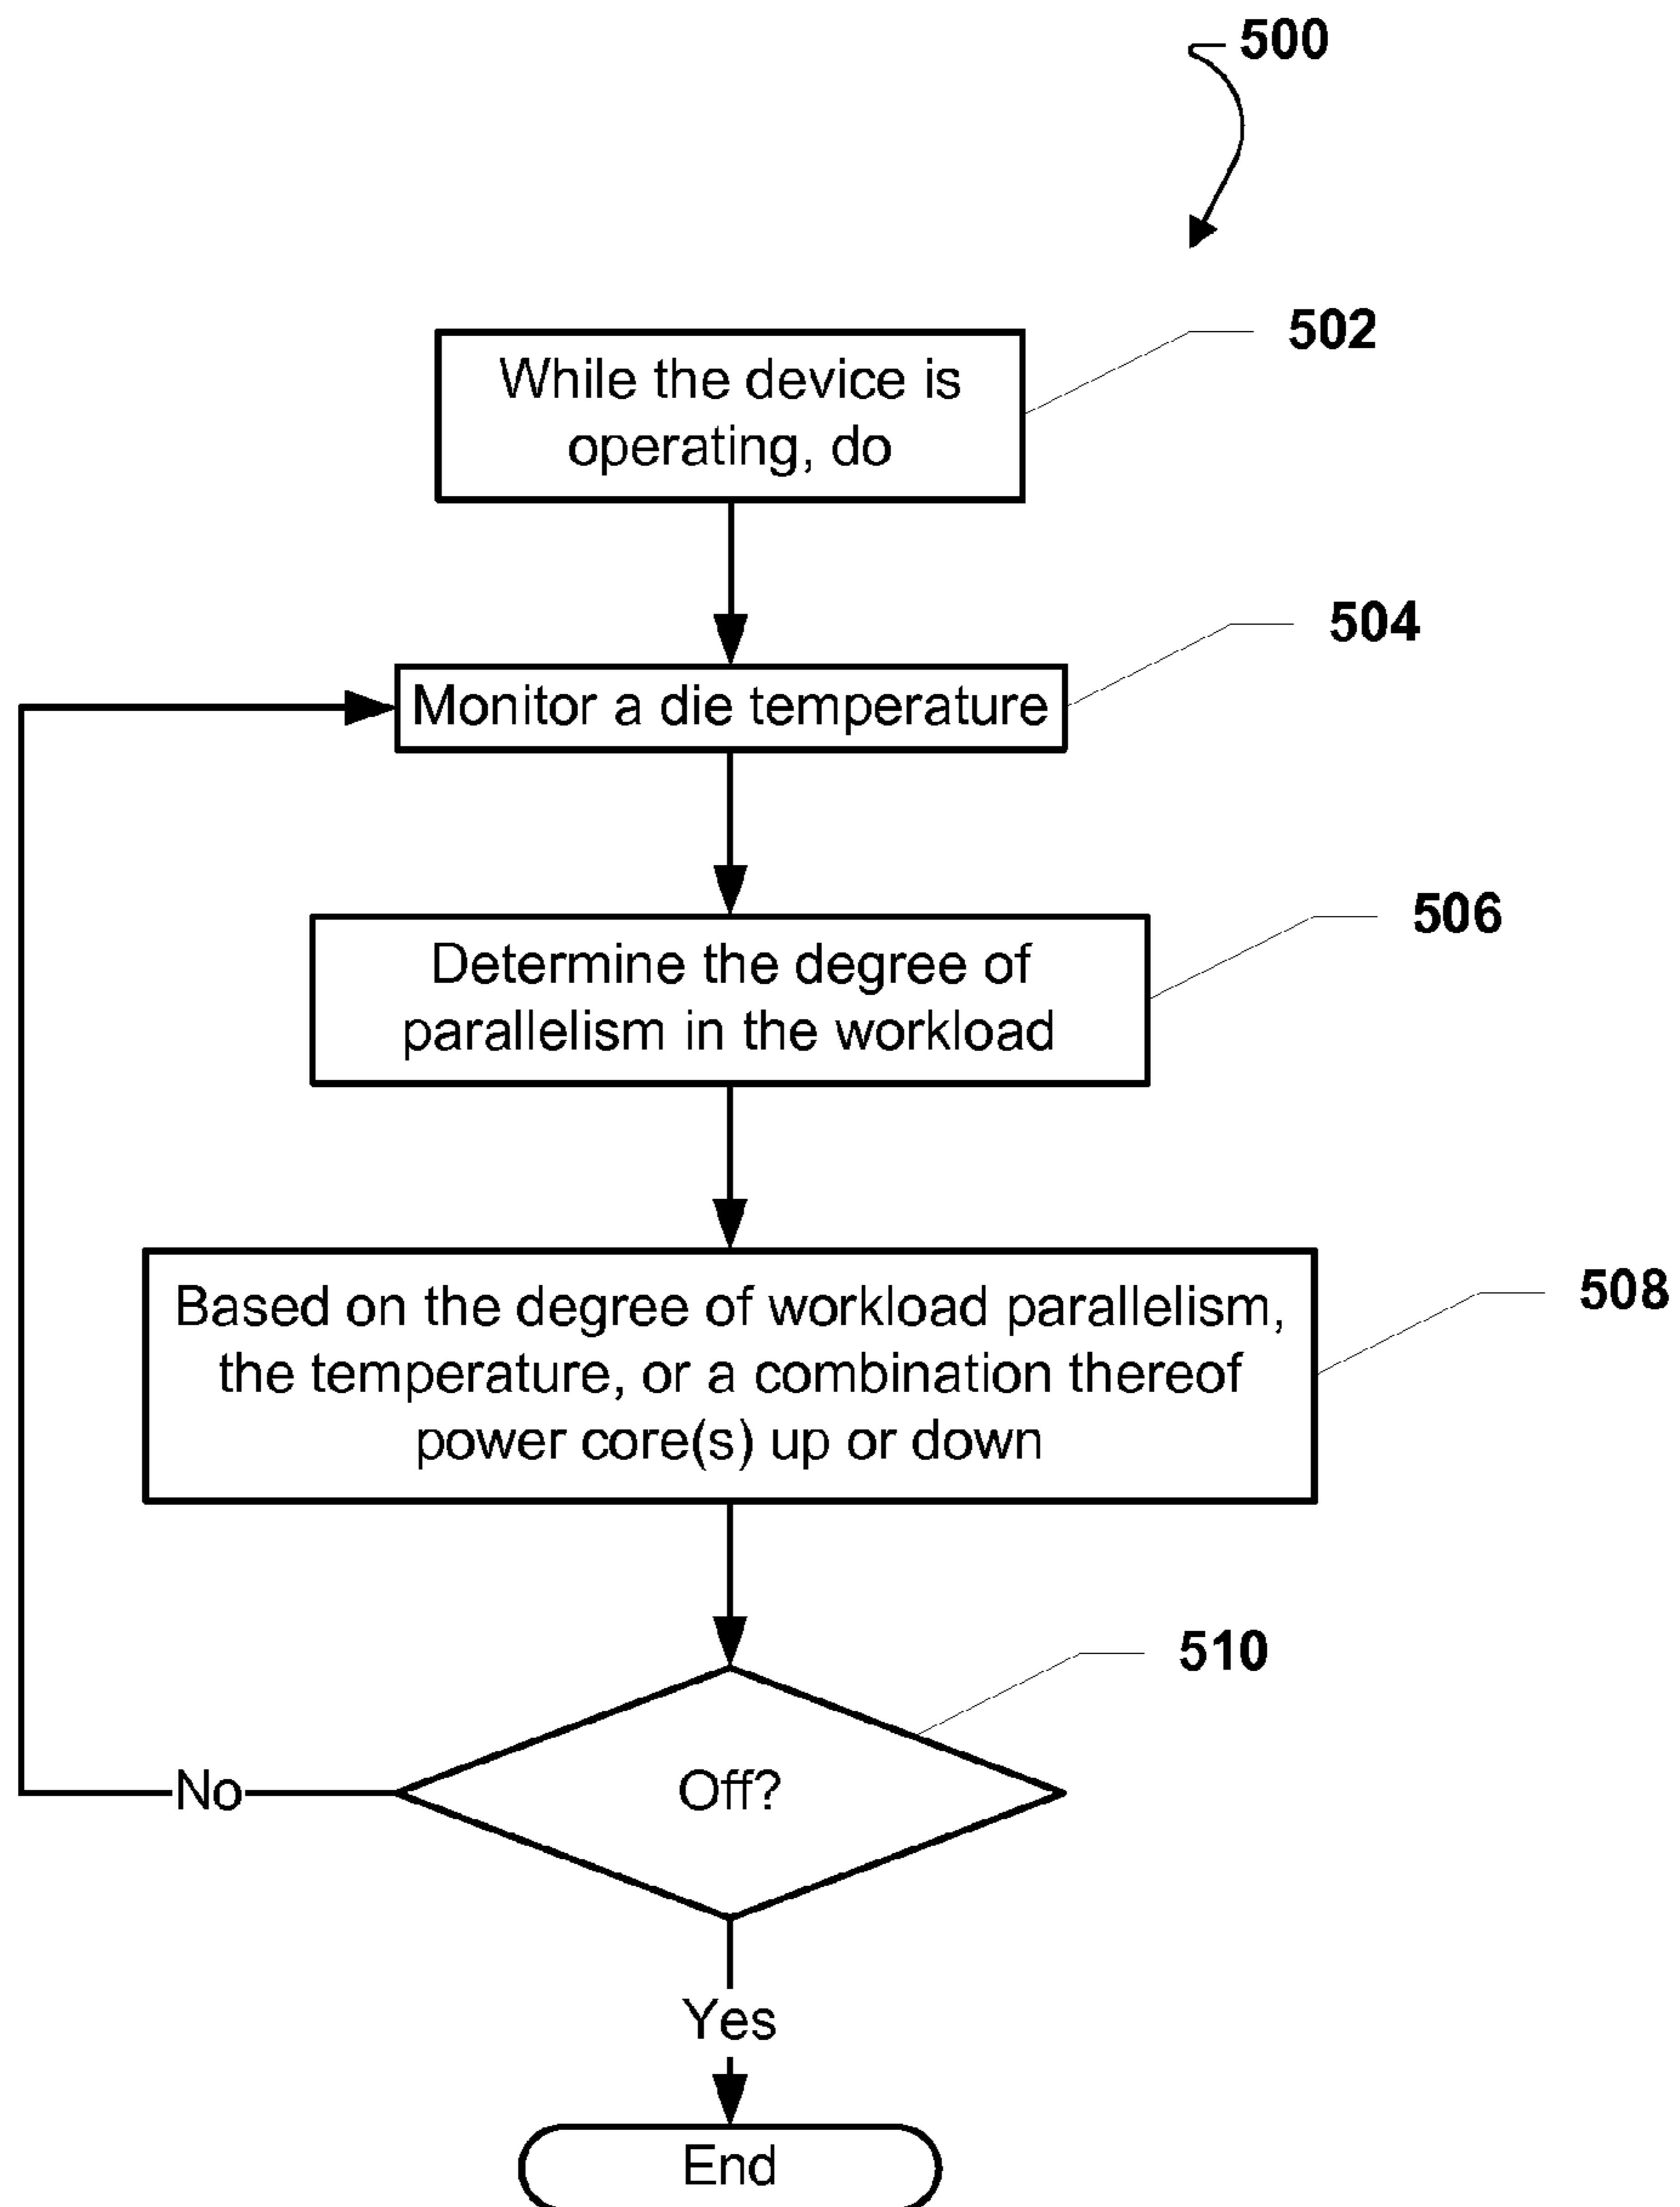 500
502
While the device is
operating, do
504
Monitor a die temperature
506
Determine the degree of
parallelism in the workload
508
Based on the degree of workload parallelism,
the temperature, or a combination thereof
power core(s) up or down
510
Off?
No
Yes
End